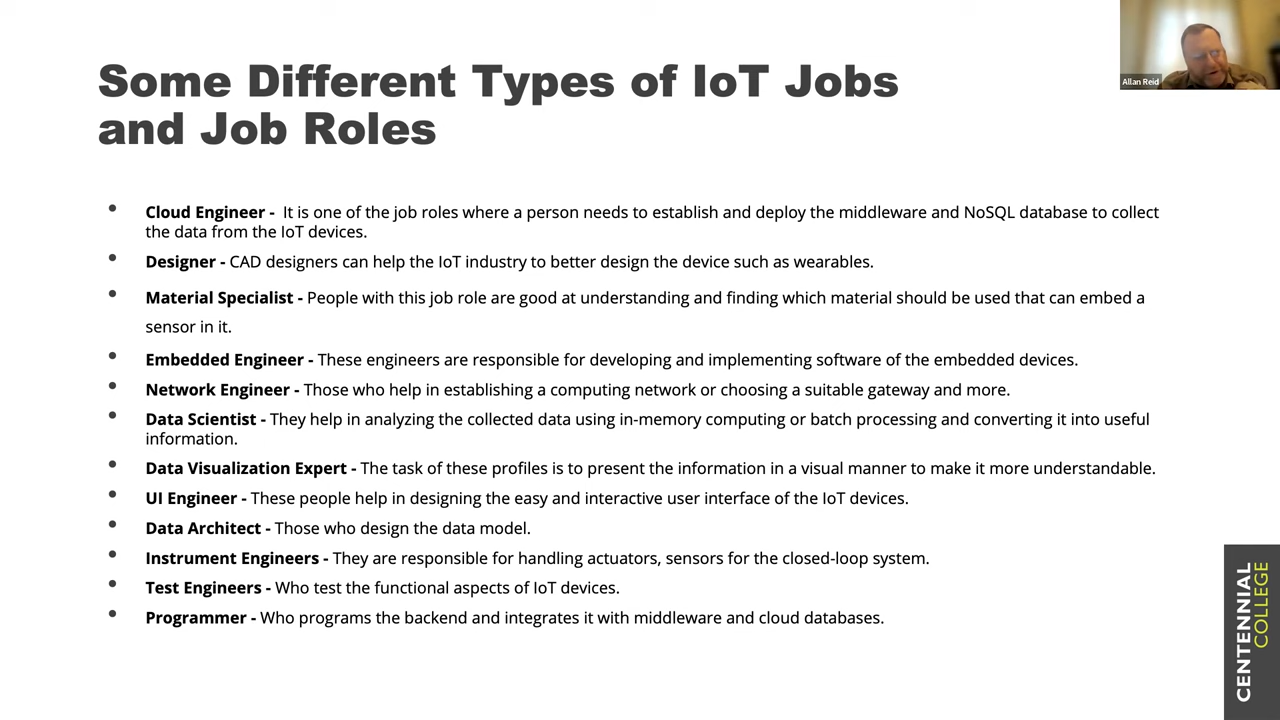 Some Different Types of IoT Jobs
and Job Roles
Allan Reid
• Cloud Engineer -  It is one of the job roles where a person needs to establish and deploy the middleware and NoSQL database to collect
the data from the IoT devices.
• Designer - CAD designers can help the IoT industry to better design the device such as wearables.
• Material Specialist - People with this job role are good at understanding and finding which material should be used that can embed a
sensor in it.
• Embedded Engineer - These engineers are responsible for developing and implementing software of the embedded devices.
• Network Engineer - Those who help in establishing a computing network or choosing a suitable gateway and more.
• Data Scientist - They help in analyzing the collected data using in-memory computing or batch processing and converting it into useful
information.
• Data Visualization Expert - The task of these profiles is to present the information in a visual manner to make it more understandable.
• UI Engineer - These people help in designing the easy and interactive user interface of the IoT devices.
• Data Architect - Those who design the data model.
• Instrument Engineers - They are responsible for handling actuators, sensors for the closed-loop system.
• Test Engineers - Who test the functional aspects of IoT devices.
• Programmer - Who programs the backend and integrates it with middleware and cloud databases.
CENTENNIAL
COLLEGE